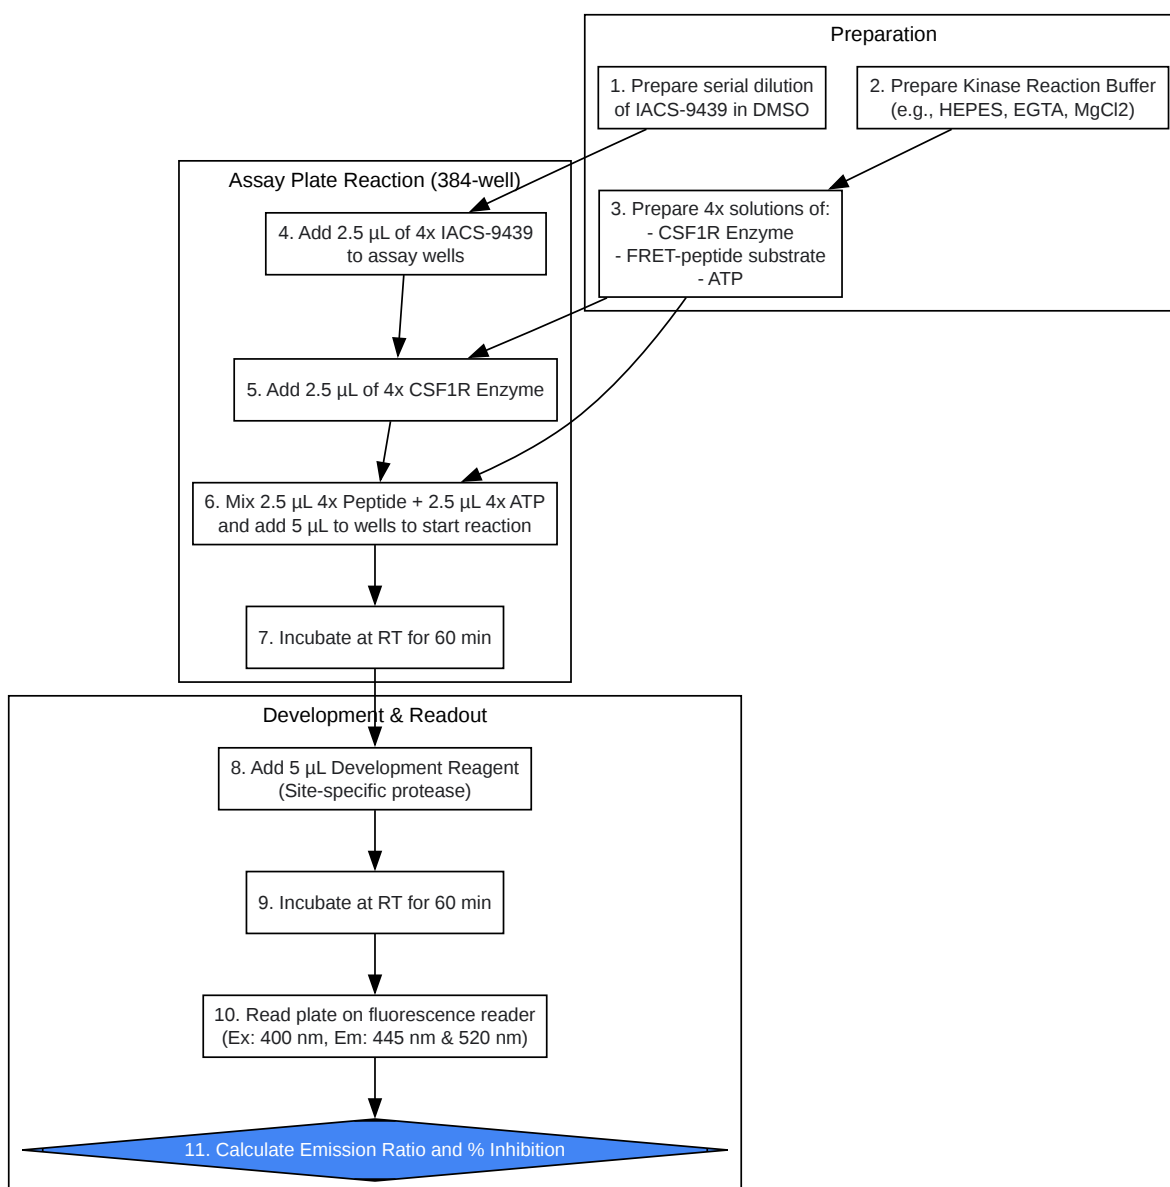 Preparation
1. Prepare serial dilution
of IACS-9439 in DMSO
2. Prepare Kinase Reaction Buffer
(e.g., HEPES, EGTA, MgCl2)
3. Prepare 4x solutions of:
- CSF1R Enzyme
- FRET-peptide substrate
- ATP
Assay Plate Reaction (384-well)
4. Add 2.5 µL of 4x IACS-9439
to assay wells
5. Add 2.5 µL of 4x CSF1R Enzyme
6. Mix 2.5 µL 4x Peptide + 2.5 µL 4x ATP
and add 5 µL to wells to start reaction
7. Incubate at RT for 60 min
Development & Readout
8. Add 5 µL Development Reagent
(Site-specific protease)
9. Incubate at RT for 60 min
10. Read plate on fluorescence reader
(Ex: 400 nm, Em: 445 nm & 520 nm)
11. Calculate Emission Ratio and % Inhibition